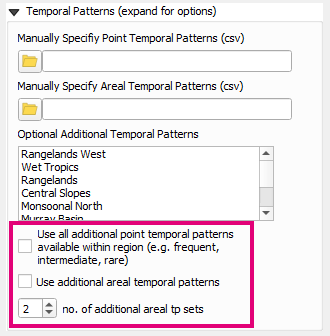 Temporal Patterns (expand for options)
Manually Specifiy Point Temporal Patterns (csv)
Manually Specify Areal Temporal Patterns (csv)
Optional Additional Temporal Patterns
Rangelands West
Wet Tropics
Rangelands
Central Slopes
Monsoonal North
Murray Basin
Use all additional point temporal patterns
available within region (e.g. frequent,
intermediate, rare)
Use additional areal temporal patterns
2 no. of additional areal tp sets